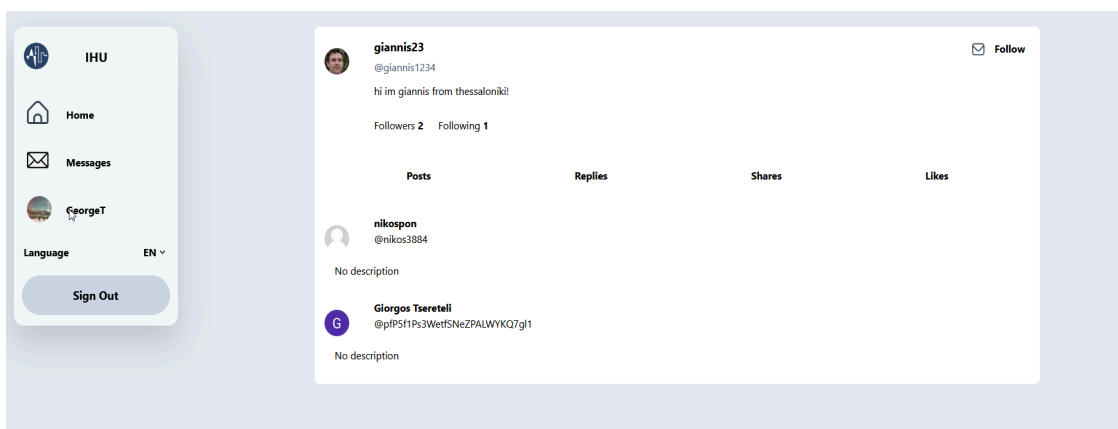 IHU
Home
Messages
GeorgeT
Language EN
Sign Out
giannis23
@giannis1234
Follow
hi im giannis from thessaloniki!
Followers 2 Following 1
Posts Replies Shares Likes
nikospon
@nikos3884
No description
G
Giorgos Tsereteli
@pfP5f1Ps3WetfSNeZPALWYKQ7gl1
No description